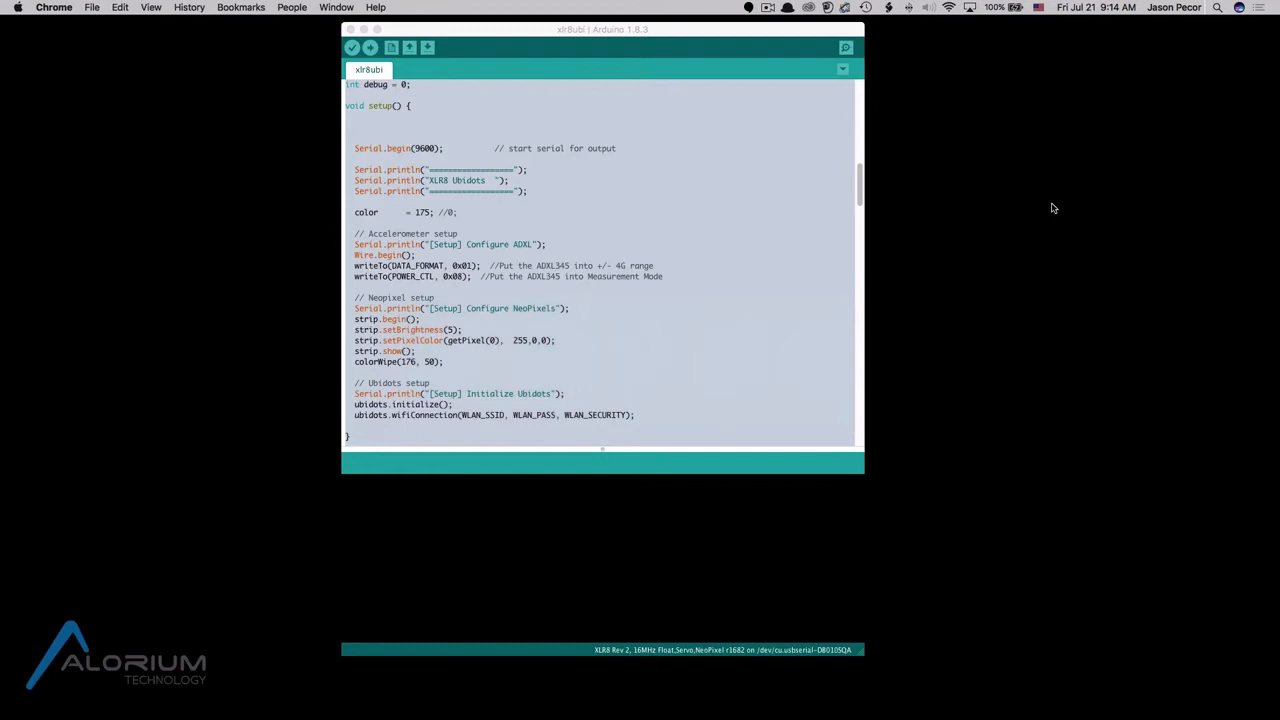 Chrome File Edit View History Bookmarks People Window Help 100% Fri Jul 21 9:14 AM Jason Pecor
xlr8ubi | Arduino 1.8.3
xlr8ubi
int debug = 0;
void setup() {
Serial.begin(9600); // start serial for output
Serial.println("==================");
Serial.println("XLR8 Ubidots ");
Serial.println("==================");
color = 175; //0;
// Accelerometer setup
Serial.println("[Setup] Configure ADXL");
Wire.begin();
writeTo(DATA_FORMAT, 0x01); //Put the ADXL345 into +/- 4G range
writeTo(POWER_CTL, 0x08); //Put the ADXL345 into Measurement Mode
// Neopixel setup
Serial.println("[Setup] Configure NeoPixels");
strip.begin();
strip.setBrightness(5);
strip.setPixelColor(getPixel(0), 255,0,0);
strip.show();
colorWipe(176, 50);
// Ubidots setup
Serial.println("[Setup] Initialize Ubidots");
ubidots.initialize();
ubidots.wifiConnection(WLAN_SSID, WLAN_PASS, WLAN_SECURITY);
}
XLR8 Rev 2, 16MHz Float,Servo,NeoPixel r1682 on /dev/cu.usbserial-DB010SQA
ALORIUM
TECHNOLOGY